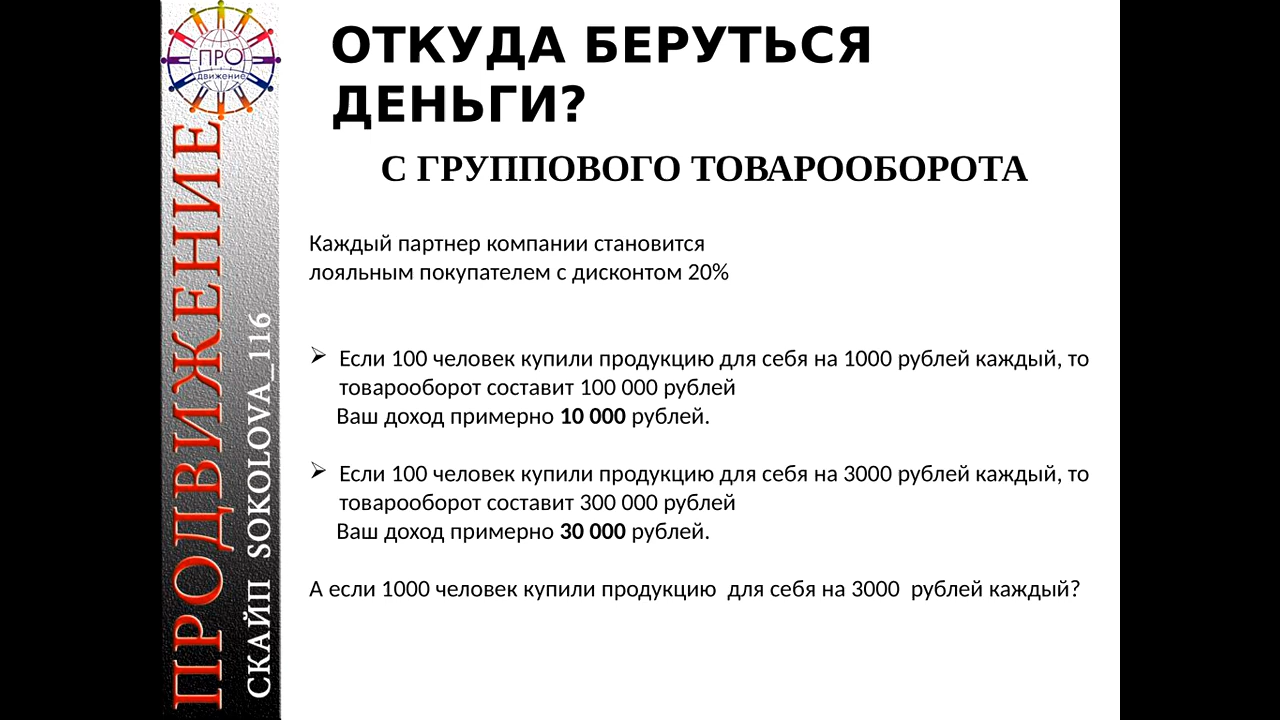 ПРО
движение
ПРОДВИЖЕНИЕ
СКАЙП SOKOLOVA_116
ОТКУДА БЕРУТЬСЯ
ДЕНЬГИ?
С ГРУППОВОГО ТОВАРООБОРОТА
Каждый партнер компании становится
лояльным покупателем с дисконтом 20%
➢ Если 100 человек купили продукцию для себя на 1000 рублей каждый, то
товарооборот составит 100 000 рублей
Ваш доход примерно 10 000 рублей.
➢ Если 100 человек купили продукцию для себя на 3000 рублей каждый, то
товарооборот составит 300 000 рублей
Ваш доход примерно 30 000 рублей.
А если 1000 человек купили продукцию для себя на 3000 рублей каждый?